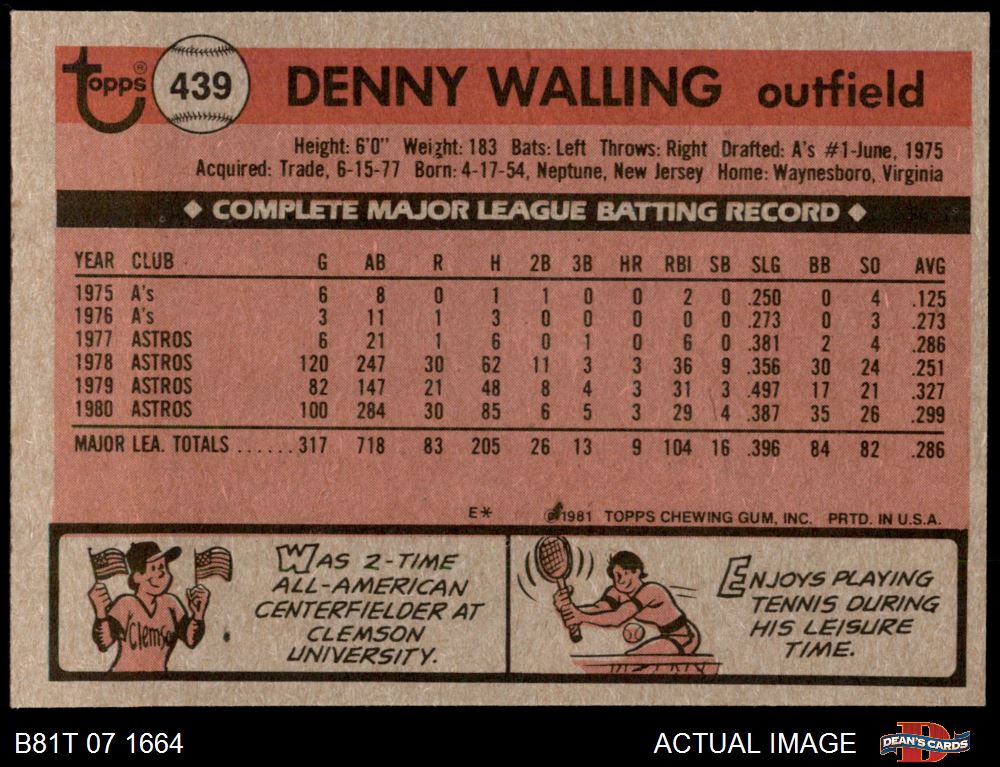 Topps® 439 DENNY WALLING outfield
Height: 6'0" Weight: 183 Bats: Left Throws: Right Drafted: A's #1-June, 1975
Acquired: Trade, 6-15-77 Born: 4-17-54, Neptune, New Jersey Home: Waynesboro, Virginia
◆ COMPLETE MAJOR LEAGUE BATTING RECORD ◆
YEAR CLUB G AB R H 2B 3B HR RBI SB SLG BB SO AVG
1975 A's 6 8 0 1 1 0 0 2 0 .250 0 4 .125
1976 A's 3 11 1 3 0 0 0 0 0 .273 0 3 .273
1977 ASTROS 6 21 1 6 0 1 0 6 0 .381 2 4 .286
1978 ASTROS 120 247 30 62 11 3 3 36 9 .356 30 24 .251
1979 ASTROS 82 147 21 48 8 4 3 31 3 .497 17 21 .327
1980 ASTROS 100 284 30 85 6 5 3 29 4 .387 35 26 .299
MAJOR LEA. TOTALS ...... 317 718 83 205 26 13 9 104 16 .396 84 82 .286
E* ©1981 TOPPS CHEWING GUM, INC. PRTD. IN U.S.A.
WAS 2-TIME
ALL-AMERICAN
CENTERFIELDER AT
CLEMSON
UNIVERSITY.
Clemson
ENJOYS PLAYING
TENNIS DURING
HIS LEISURE
TIME.
B81T 07 1664
ACTUAL IMAGE
DEAN'S CARDS